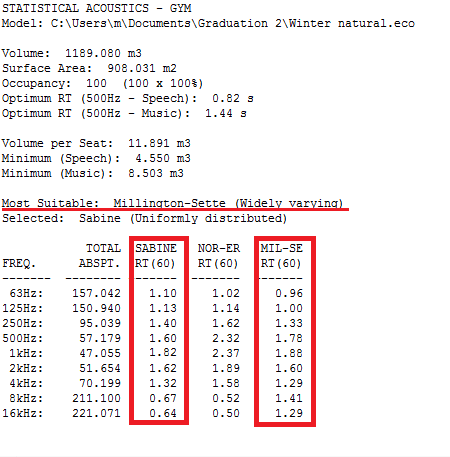 STATISTICAL ACOUSTICS - GYM
Model: C:\Users\m\Documents\Graduation 2\Winter natural.eco
Volume: 1189.080 m3
Surface Area: 908.031 m2
Occupancy: 100 (100 x 100%)
Optimum RT (500Hz - Speech): 0.82 s
Optimum RT (500Hz - Music): 1.44 s
Volume per Seat: 11.891 m3
Minimum (Speech): 4.550 m3
Minimum (Music): 8.503 m3
Most Suitable: Millington-Sette (Widely varying)
Selected: Sabine (Uniformly distributed)
TOTAL SABINE NOR-ER MIL-SE
FREQ. ABSPT. RT(60) RT(60) RT(60)
------- ------- ------- ------- -------
63Hz: 157.042 1.10 1.02 0.96
125Hz: 150.940 1.13 1.14 1.00
250Hz: 95.039 1.40 1.62 1.33
500Hz: 57.179 1.60 2.32 1.78
1kHz: 47.055 1.82 2.37 1.88
2kHz: 51.654 1.62 1.89 1.60
4kHz: 70.199 1.32 1.58 1.29
8kHz: 211.100 0.67 0.52 1.41
16kHz: 221.071 0.64 0.50 1.29